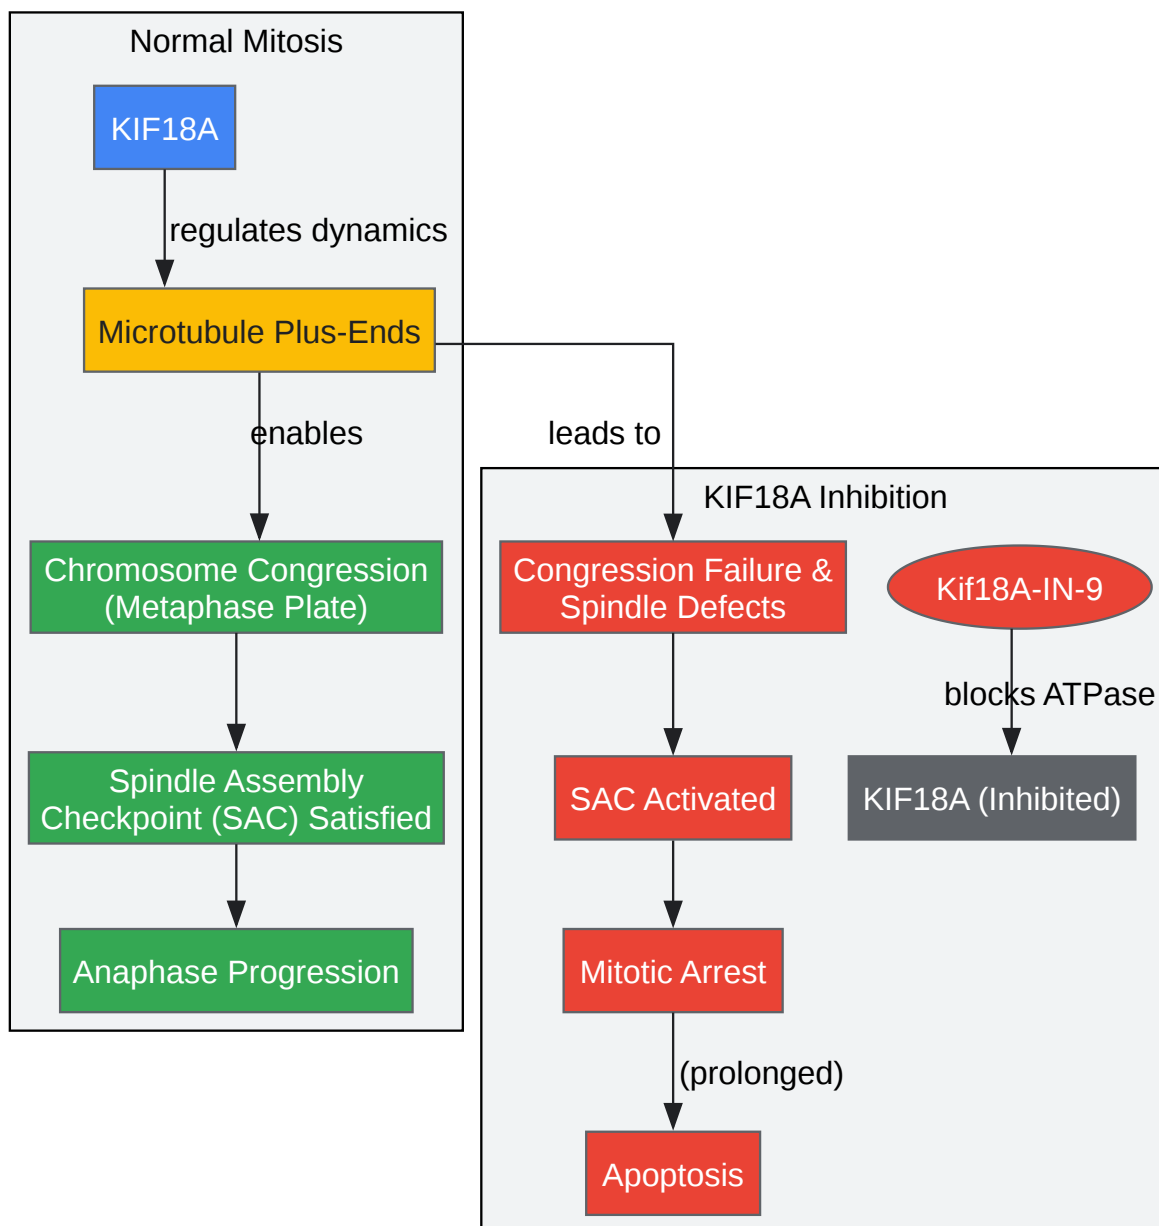 Normal Mitosis
KIF18A
regulates dynamics
Microtubule Plus-Ends
enables
leads to
Chromosome Congression
(Metaphase Plate)
Spindle Assembly
Checkpoint (SAC) Satisfied
Anaphase Progression
KIF18A Inhibition
Congression Failure &
Spindle Defects
Kif18A-IN-9
blocks ATPase
SAC Activated
KIF18A (Inhibited)
Mitotic Arrest
(prolonged)
Apoptosis